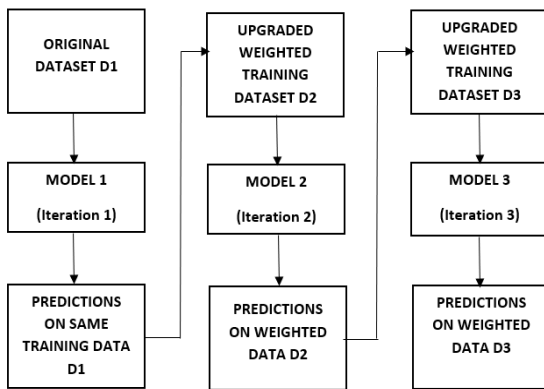 ORIGINAL
DATASET D1
MODEL 1
(Iteration 1)
PREDICTIONS
ON SAME
TRAINING DATA
D1
UPGRADED
WEIGHTED
TRAINING
DATASET D2
MODEL 2
(Iteration 2)
PREDICTIONS
ON WEIGHTED
DATA D2
UPGRADED
WEIGHTED
TRAINING
DATASET D3
MODEL 3
(Iteration 3)
PREDICTIONS
ON WEIGHTED
DATA D3